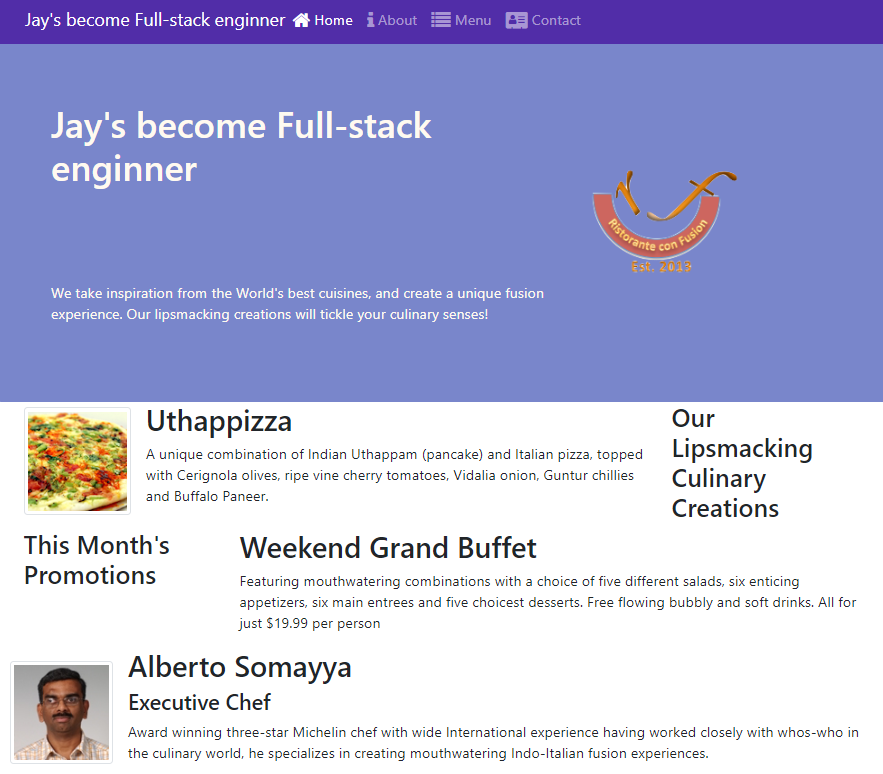 Jay's become Full-stack enginner Home About Menu Contact
Jay's become Full-stack
enginner
Ristorante con Fusion
Est. 2013
We take inspiration from the World's best cuisines, and create a unique fusion
experience. Our lipsmacking creations will tickle your culinary senses!
Uthappizza
A unique combination of Indian Uthappam (pancake) and Italian pizza, topped
with Cerignola olives, ripe vine cherry tomatoes, Vidalia onion, Guntur chillies
and Buffalo Paneer.
Our
Lipsmacking
Culinary
Creations
This Month's
Promotions
Weekend Grand Buffet
Featuring mouthwatering combinations with a choice of five different salads, six enticing
appetizers, six main entrees and five choicest desserts. Free flowing bubbly and soft drinks. All for
just $19.99 per person
Alberto Somayya
Executive Chef
Award winning three-star Michelin chef with wide International experience having worked closely with whos-who in
the culinary world, he specializes in creating mouthwatering Indo-Italian fusion experiences.